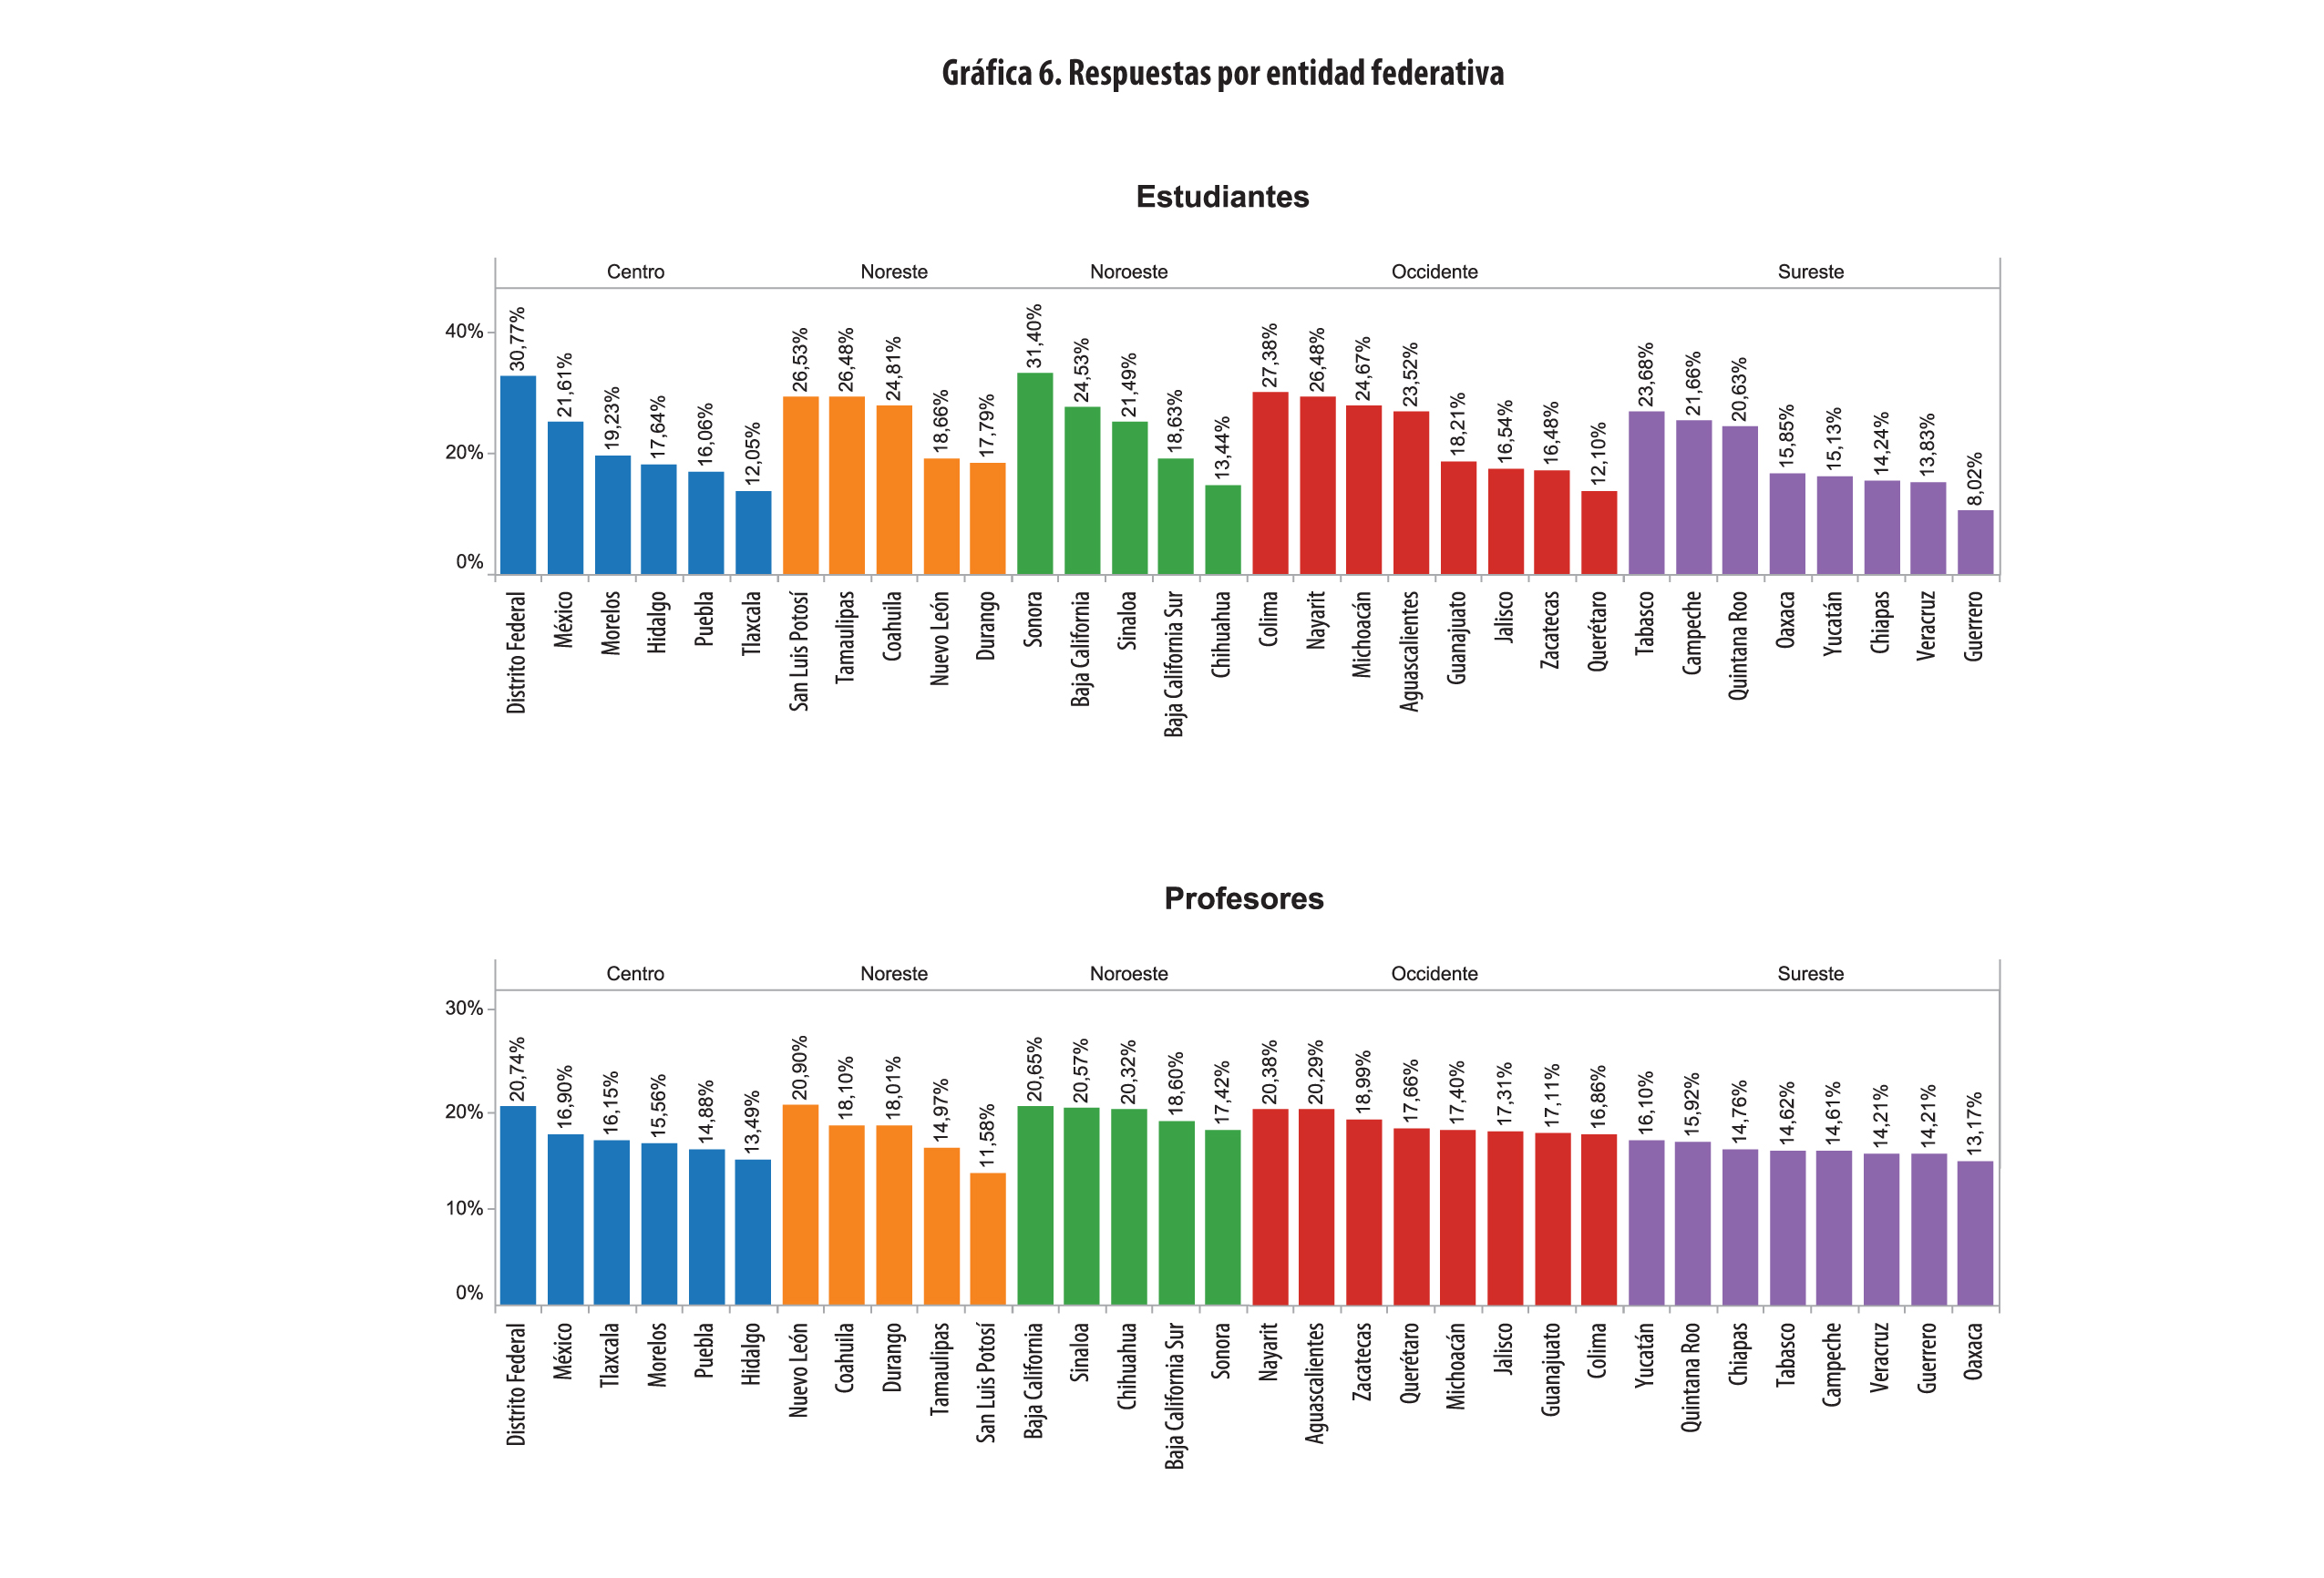 Gráfica 6. Respuestas por entidad federativa
Estudiantes
Centro Noreste Noroeste Occidente Sureste
40%
20%
0%
30,77% 21,61% 19,23% 17,64% 16,06% 12,05% 26,53% 26,48% 24,81% 18,66% 17,79% 31,40% 24,53% 21,49% 18,63% 13,44% 27,38% 26,48% 24,67% 23,52% 18,21% 16,54% 16,48% 12,10% 23,68% 21,66% 20,63% 15,85% 15,13% 14,24% 13,83% 8,02%
Distrito Federal México Morelos Hidalgo Puebla Tlaxcala San Luis Potosí Tamaulipas Coahuila Nuevo León Durango Sonora Baja California Sinaloa Baja California Sur Chihuahua Colima Nayarit Michoacán Aguascalientes Guanajuato Jalisco Zacatecas Querétaro Tabasco Campeche Quintana Roo Oaxaca Yucatán Chiapas Veracruz Guerrero
Profesores
Centro Noreste Noroeste Occidente Sureste
30%
20%
10%
0%
20,74% 16,90% 16,15% 15,56% 14,88% 13,49% 20,90% 18,10% 18,01% 14,97% 11,58% 20,65% 20,57% 20,32% 18,60% 17,42% 20,38% 20,29% 18,99% 17,66% 17,40% 17,31% 17,11% 16,86% 16,10% 15,92% 14,76% 14,62% 14,61% 14,21% 14,21% 13,17%
Distrito Federal México Tlaxcala Morelos Puebla Hidalgo Nuevo León Coahuila Durango Tamaulipas San Luis Potosí Baja California Sinaloa Chihuahua Baja California Sur Sonora Nayarit Aguascalientes Zacatecas Querétaro Michoacán Jalisco Guanajuato Colima Yucatán Quintana Roo Chiapas Tabasco Campeche Veracruz Guerrero Oaxaca